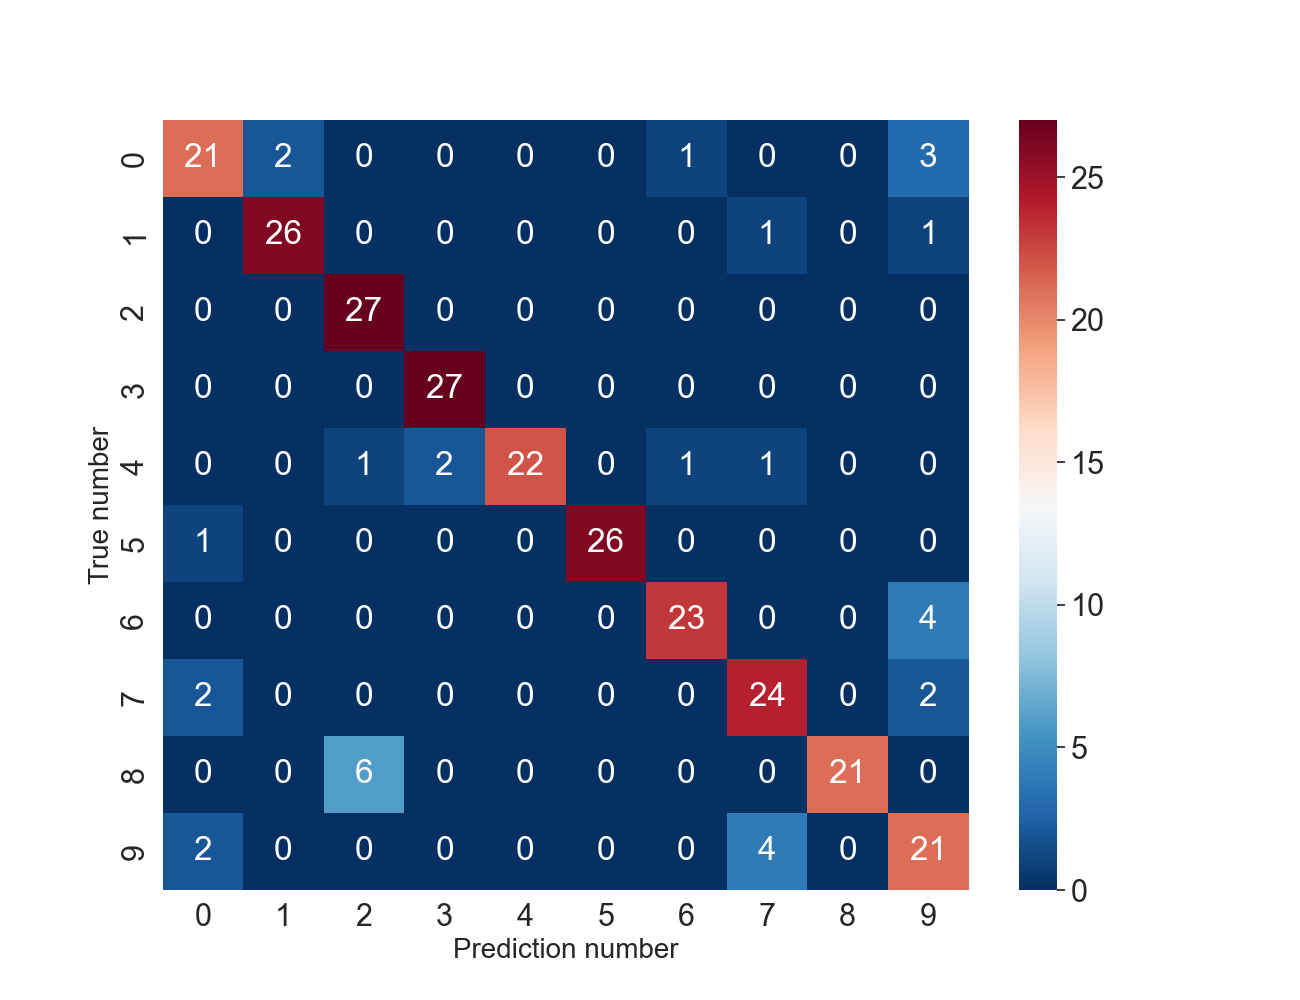 0 21 2 0 0 0 0 1 0 0 3
1 0 26 0 0 0 0 0 1 0 1
2 0 0 27 0 0 0 0 0 0 0
3 0 0 0 27 0 0 0 0 0 0
4 0 0 1 2 22 0 1 1 0 0
5 1 0 0 0 0 26 0 0 0 0
6 0 0 0 0 0 0 23 0 0 4
7 2 0 0 0 0 0 0 24 0 2
8 0 0 6 0 0 0 0 0 21 0
9 2 0 0 0 0 0 0 4 0 21
0 1 2 3 4 5 6 7 8 9
Prediction number
True number
25
20
15
10
5
0